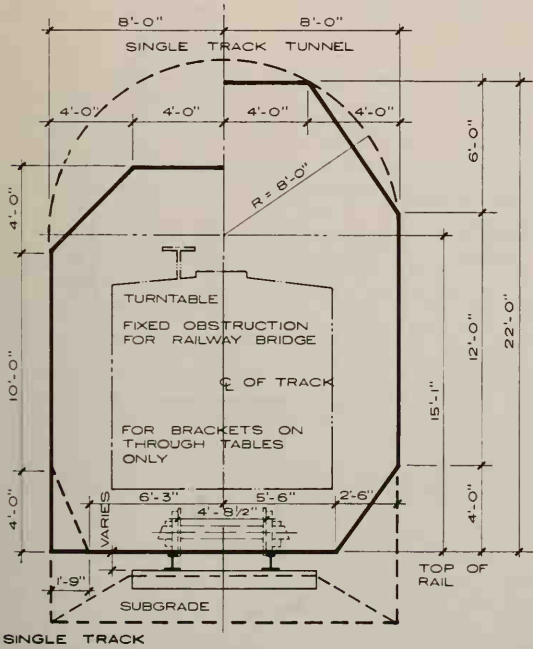 8'-0" 8'-0"
SINGLE TRACK TUNNEL
4'-0" 4'-0" 4'-0" 4'-0"
6'-0"
R = 8'-0"
4'-0"
TURNTABLE
FIXED OBSTRUCTION
FOR RAILWAY BRIDGE
22'-0"
12'-0"
15'-1"
10'-0"
℄ OF TRACK
FOR BRACKETS ON
THROUGH TABLES
ONLY
6'-3" 5'-6" 2'-6"
4'-8½"
4'-0"
VARIES
4'-0"
1'-9"
TOP OF
RAIL
SUBGRADE
SINGLE TRACK